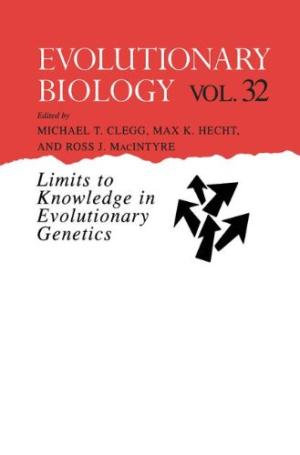 EVOLUTIONARY
BIOLOGY VOL. 32
Edited by
MICHAEL T. CLEGG, MAX K. HECHT,
AND ROSS J. MACINTYRE
Limits to
Knowledge in
Evolutionary
Genetics